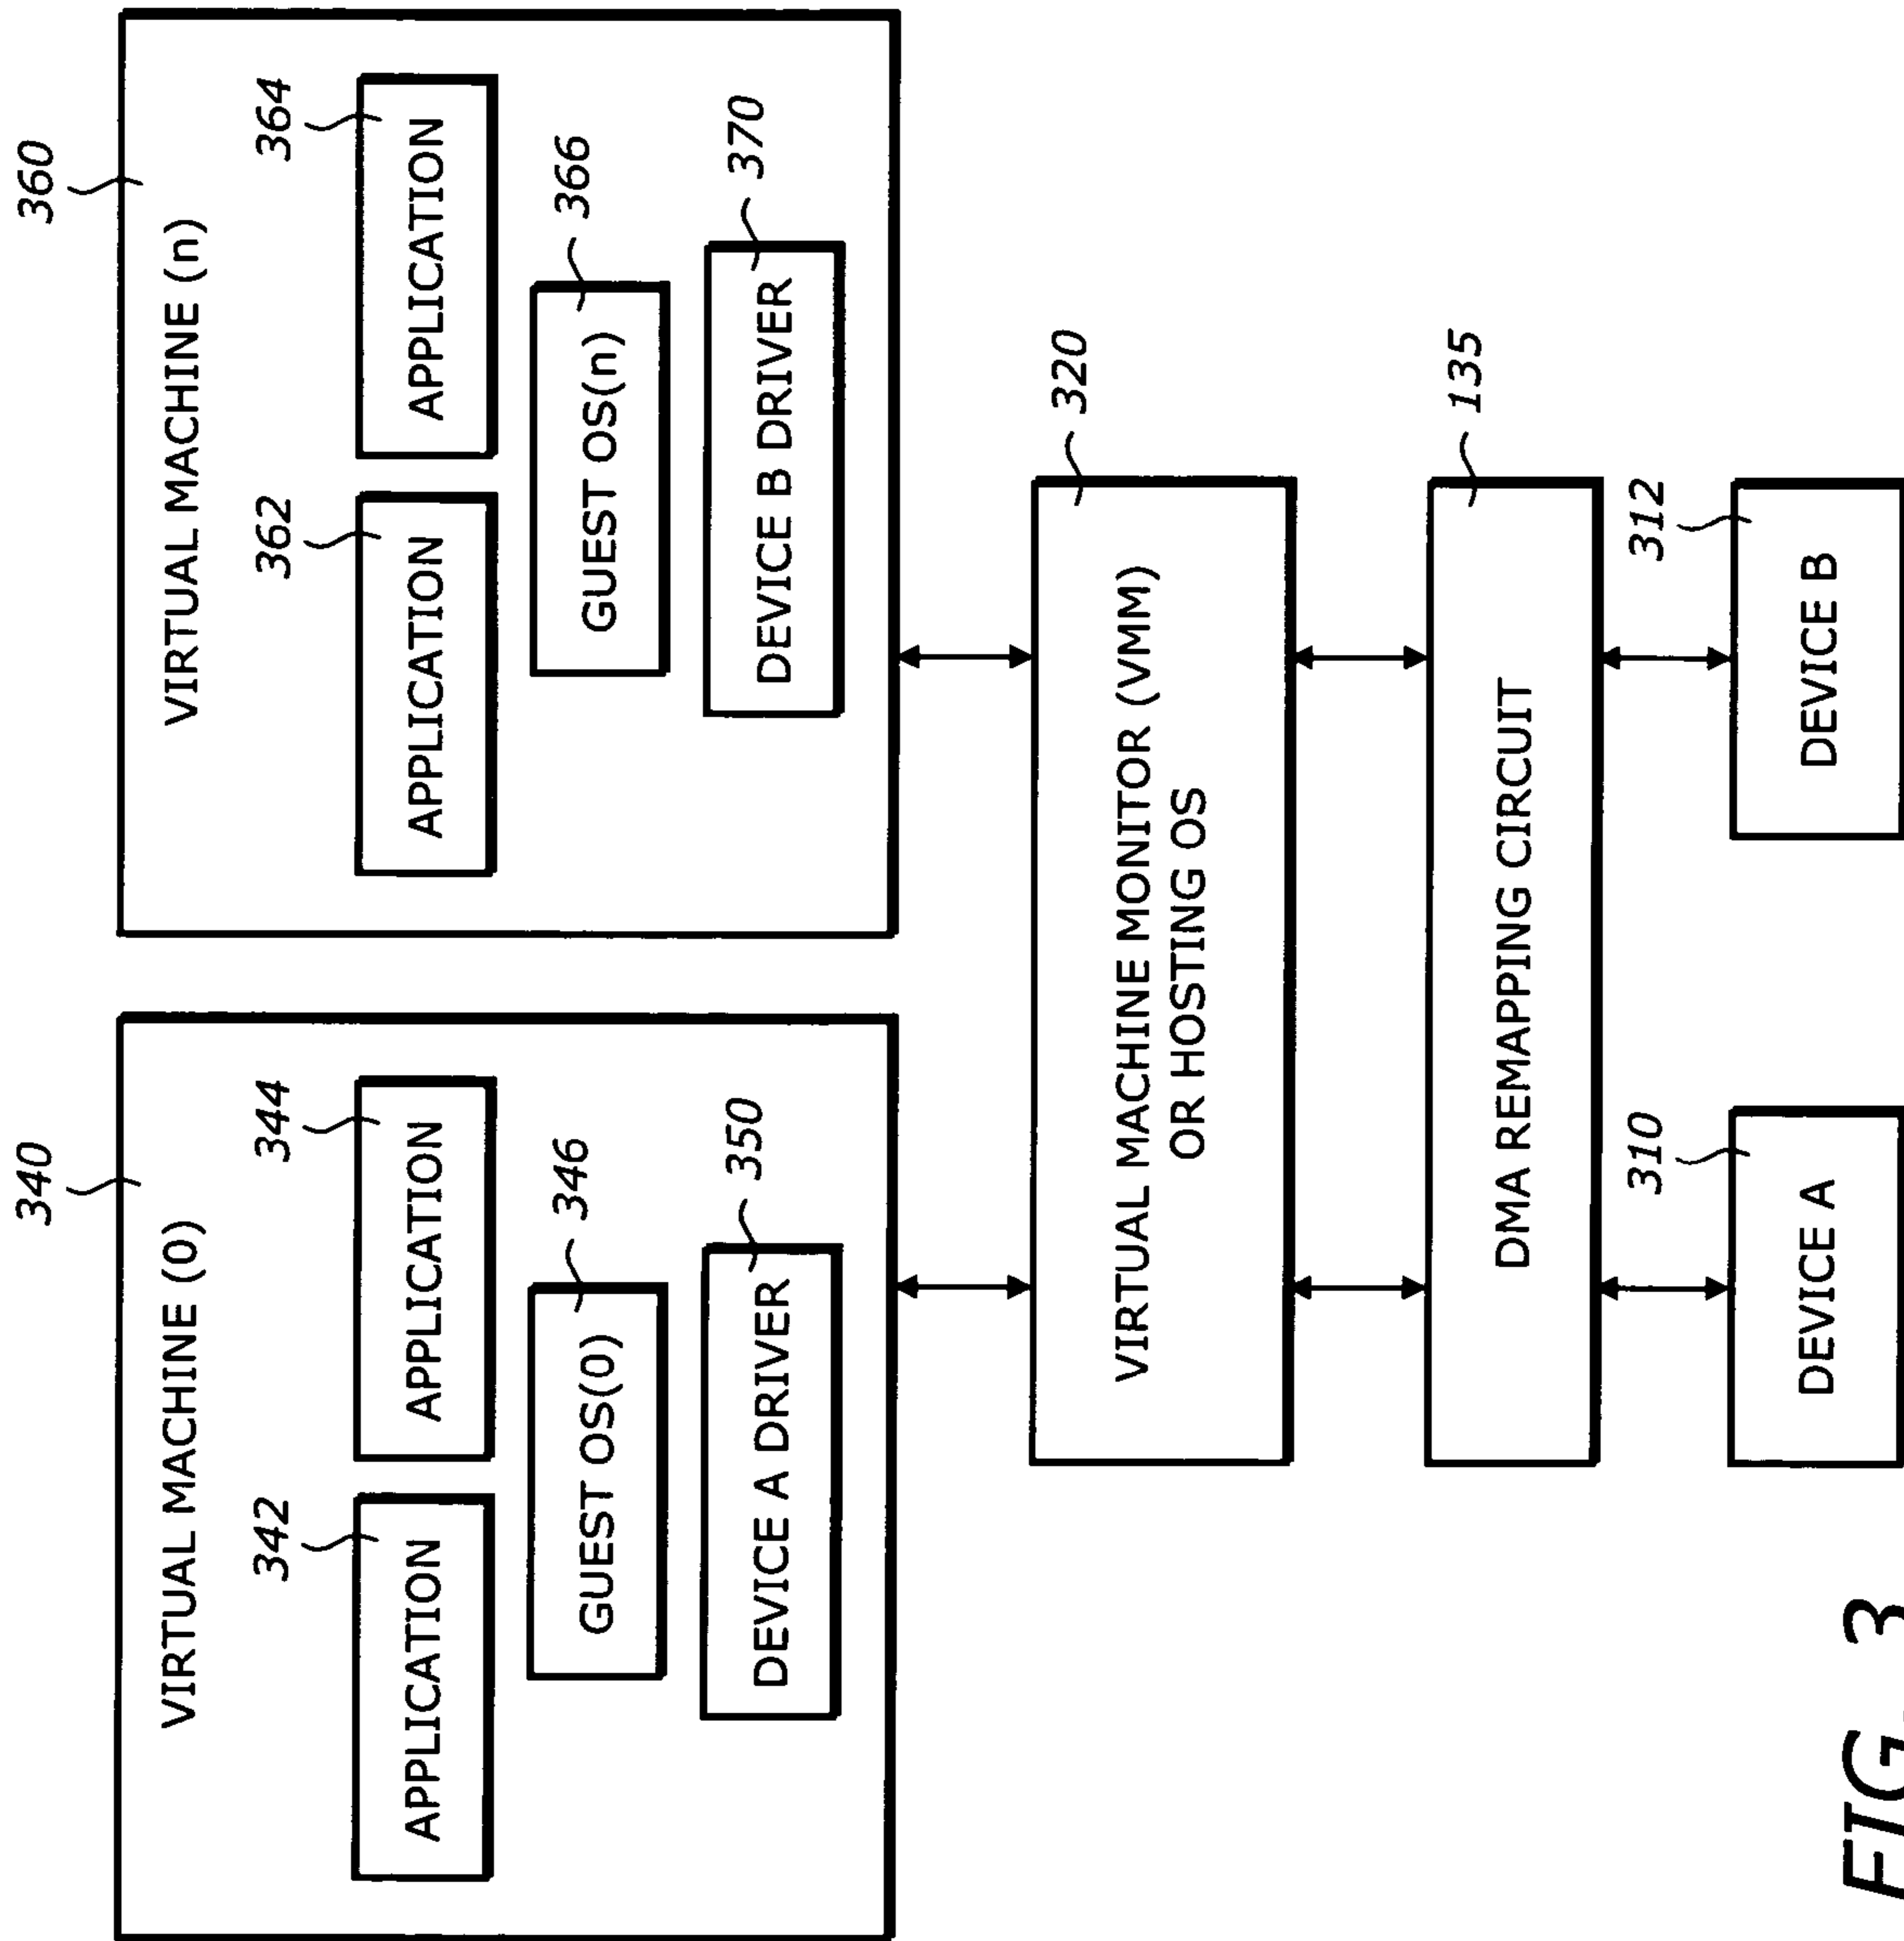 340
VIRTUAL MACHINE (0)
342
344
APPLICATION
APPLICATION
346
GUEST OS(0)
350
DEVICE A DRIVER
360
VIRTUAL MACHINE (n)
362
364
APPLICATION
APPLICATION
366
GUEST OS(n)
370
DEVICE B DRIVER
320
VIRTUAL MACHINE MONITOR (VMM)
OR HOSTING OS
135
DMA REMAPPING CIRCUIT
310
DEVICE A
312
DEVICE B
FIG. 3